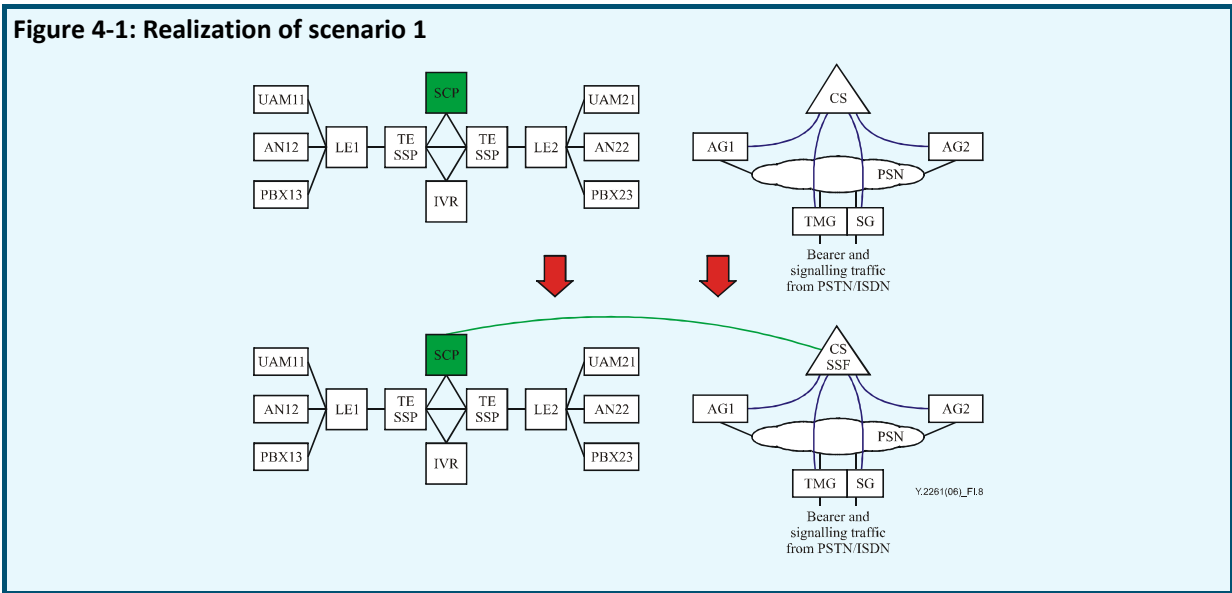 Figure 4-1: Realization of scenario 1
SCP
CS
UAM11
UAM21
AG1
AG2
AN12
LE1
TE
SSP
TE
SSP
LE2
AN22
PSN
PBX13
IVR
PBX23
TMG
SG
Bearer and
signalling traffic
from PSTN/ISDN
SCP
CS
SSF
UAM11
UAM21
AG1
AG2
AN12
LE1
TE
SSP
TE
SSP
LE2
AN22
PSN
PBX13
IVR
PBX23
TMG
SG
Y.2261(06)_FI.8
Bearer and
signalling traffic
from PSTN/ISDN